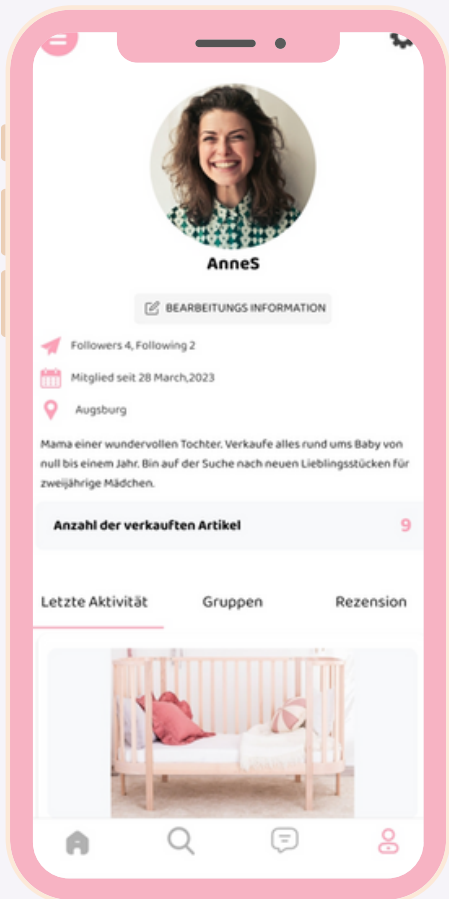 AnneS
BEARBEITUNGS INFORMATION
Followers 4, Following 2
Mitglied seit 28 March,2023
Augsburg
Mama einer wundervollen Tochter. Verkaufe alles rund ums Baby von
null bis einem Jahr. Bin auf der Suche nach neuen Lieblingsstücken für
zweijährige Mädchen.
Anzahl der verkauften Artikel 9
Letzte Aktivität Gruppen Rezension